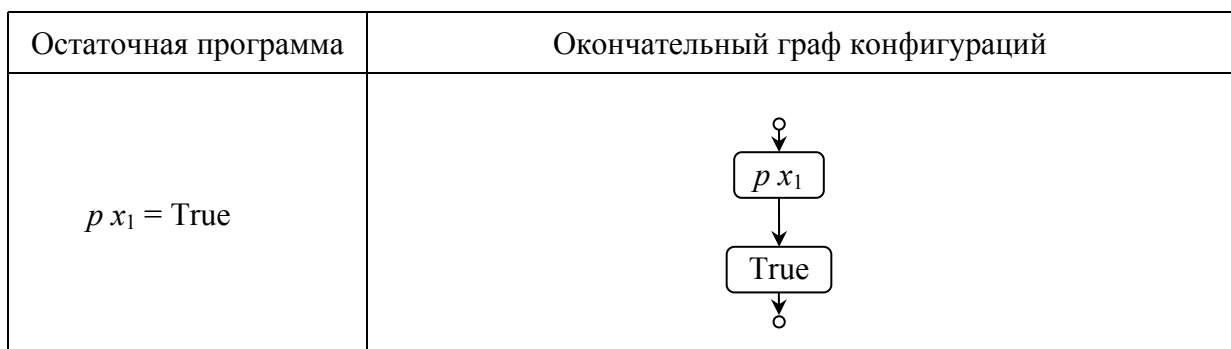 Остаточная программа
Окончательный граф конфигураций
p x₁ = True
p x₁
True